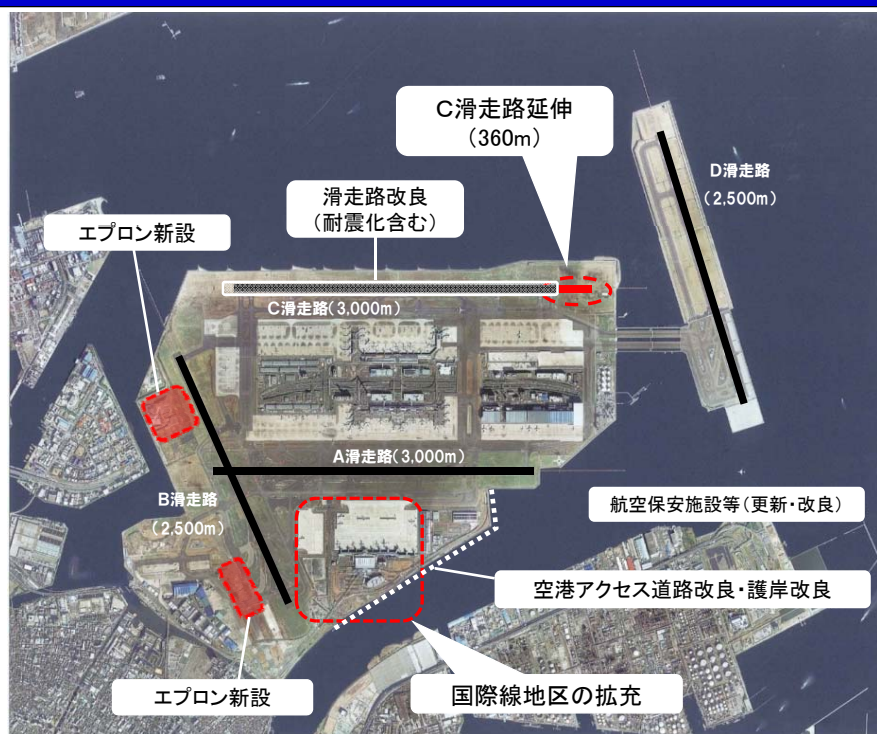 C滑走路延伸
(360m)
D滑走路
(2,500m)
滑走路改良
(耐震化含む)
エプロン新設
C滑走路(3,000m)
A滑走路(3,000m)
B滑走路
(2,500m)
航空保安施設等(更新・改良)
空港アクセス道路改良・護岸改良
エプロン新設
国際線地区の拡充